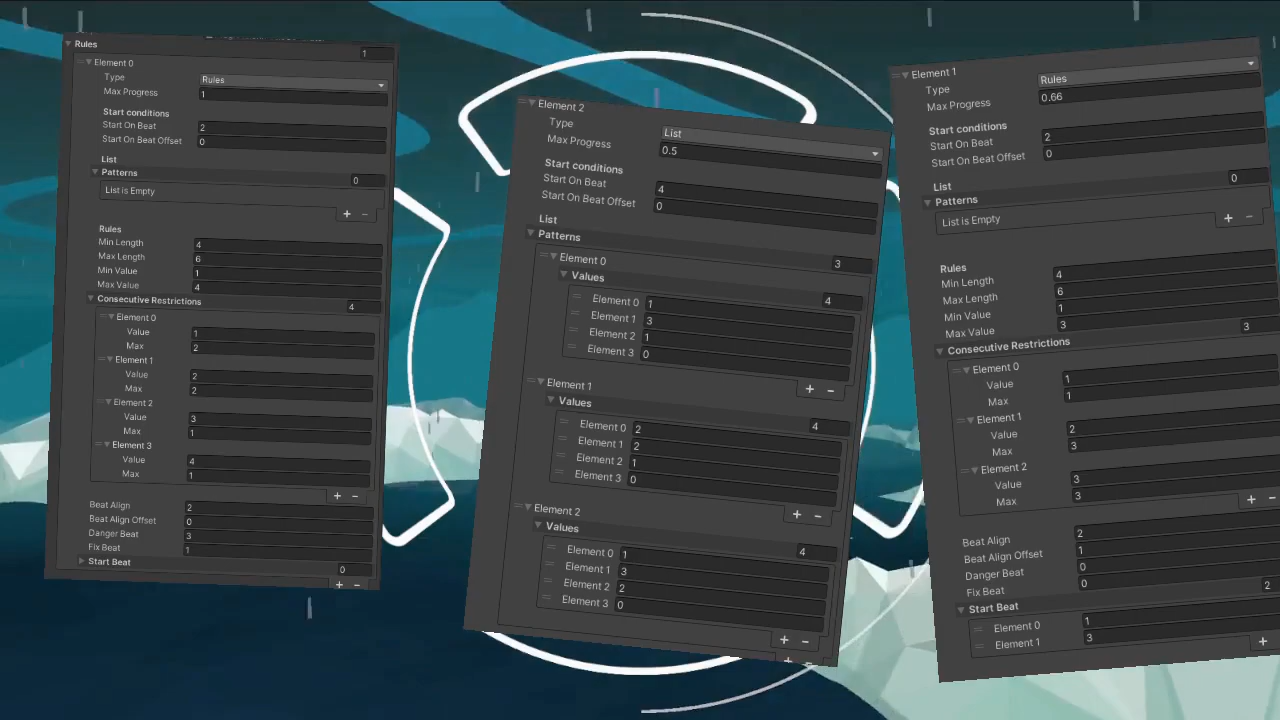 Rules
1
Element 0
Type Rules
Max Progress 1
Start conditions
Start On Beat 2
Start On Beat Offset 0
List
Patterns 0
List is Empty
+ −
Rules
Min Length 4
Max Length 6
Min Value 1
Max Value 4
Consecutive Restrictions 4
Element 0
Value 1
Max 2
Element 1
Value 2
Max 2
Element 2
Value 3
Max 1
Element 3
Value 4
Max 1
+ −
Beat Align 2
Beat Align Offset 0
Danger Beat 3
Fix Beat 1
Start Beat 0
+ −
Element 2
Type List
Max Progress 0.5
Start conditions
Start On Beat 4
Start On Beat Offset 0
List
Patterns 3
Element 0
Values 4
Element 0 1
Element 1 3
Element 2 1
Element 3 0
+ −
Element 1
Values 4
Element 0 2
Element 1 2
Element 2 1
Element 3 0
+ −
Element 2
Values 4
Element 0 1
Element 1 3
Element 2 2
Element 3 0
+ −
+ −
Element 1
Type Rules
Max Progress 0.66
Start conditions
Start On Beat 2
Start On Beat Offset 0
List
Patterns 0
List is Empty
+ −
Rules
Min Length 4
Max Length 6
Min Value 1
Max Value 3
Consecutive Restrictions 3
Element 0
Value 1
Max 1
Element 1
Value 2
Max 3
Element 2
Value 3
Max 3
+ −
Beat Align 2
Beat Align Offset 1
Danger Beat 0
Fix Beat 0
Start Beat 2
Element 0 1
Element 1 3
+